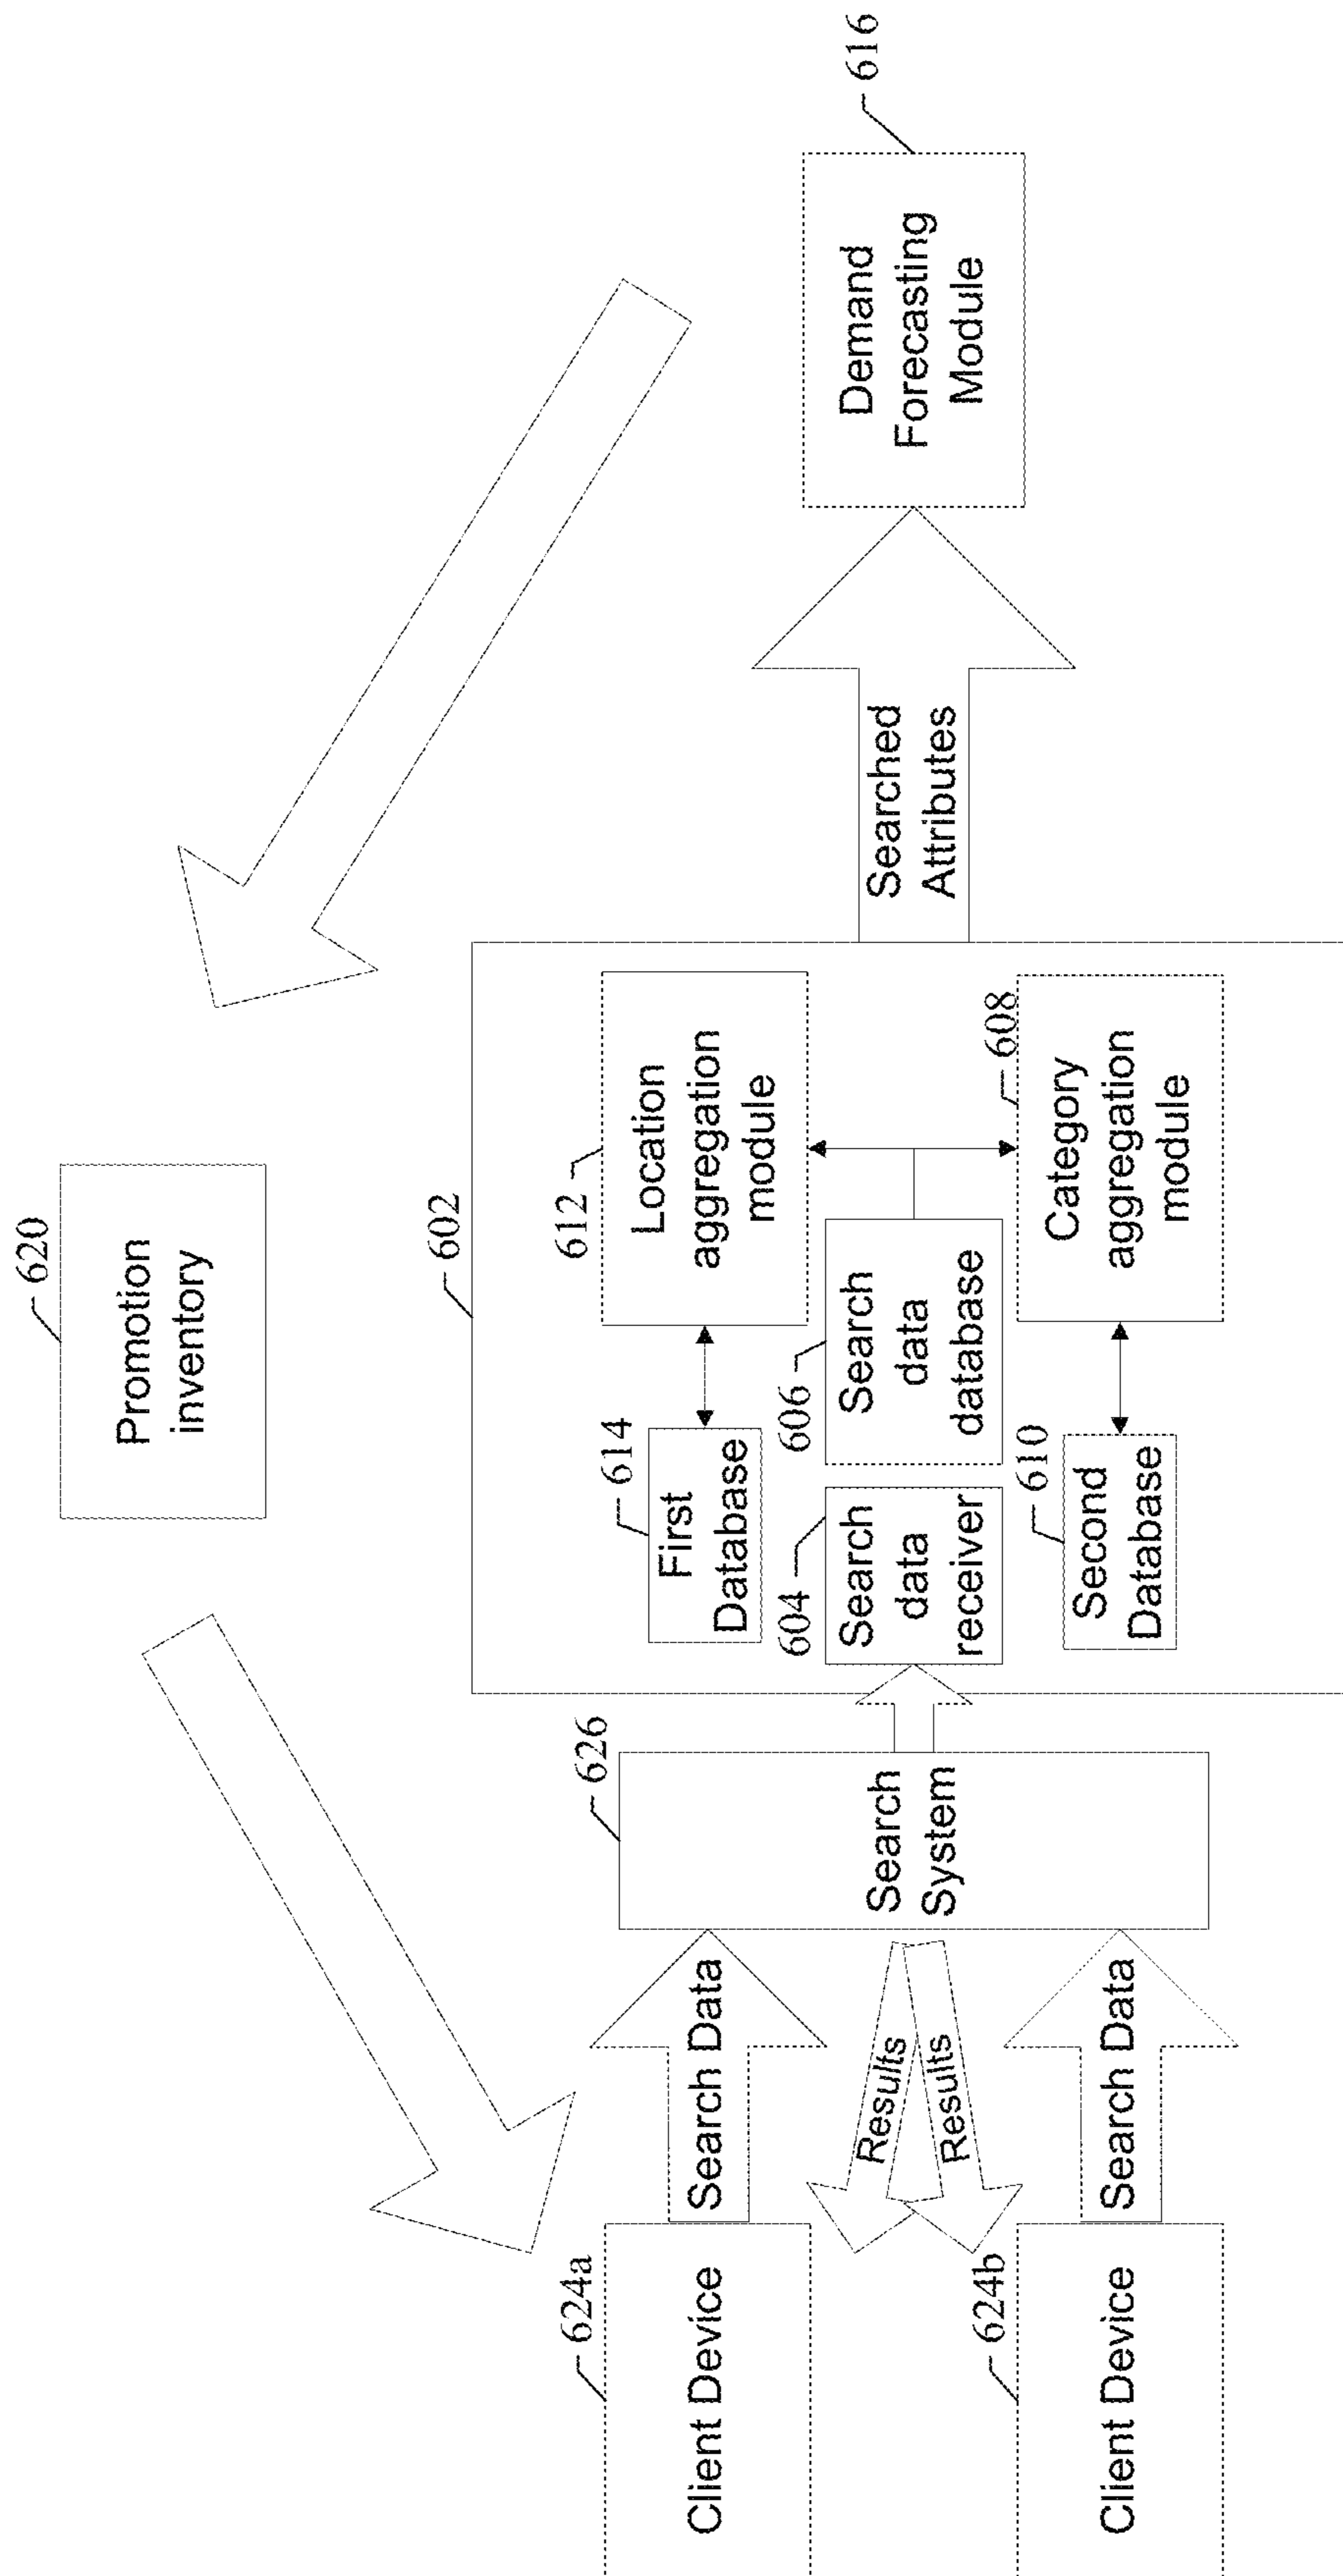 620
Promotion
inventory
602
624a
Client Device
Search Data
626
Search
System
Results
Results
624b
Client Device
Search Data
614
First
Database
612
Location
aggregation
module
604
Search
data
receiver
606
Search
data
database
610
Second
Database
608
Category
aggregation
module
Searched
Attributes
616
Demand
Forecasting
Module